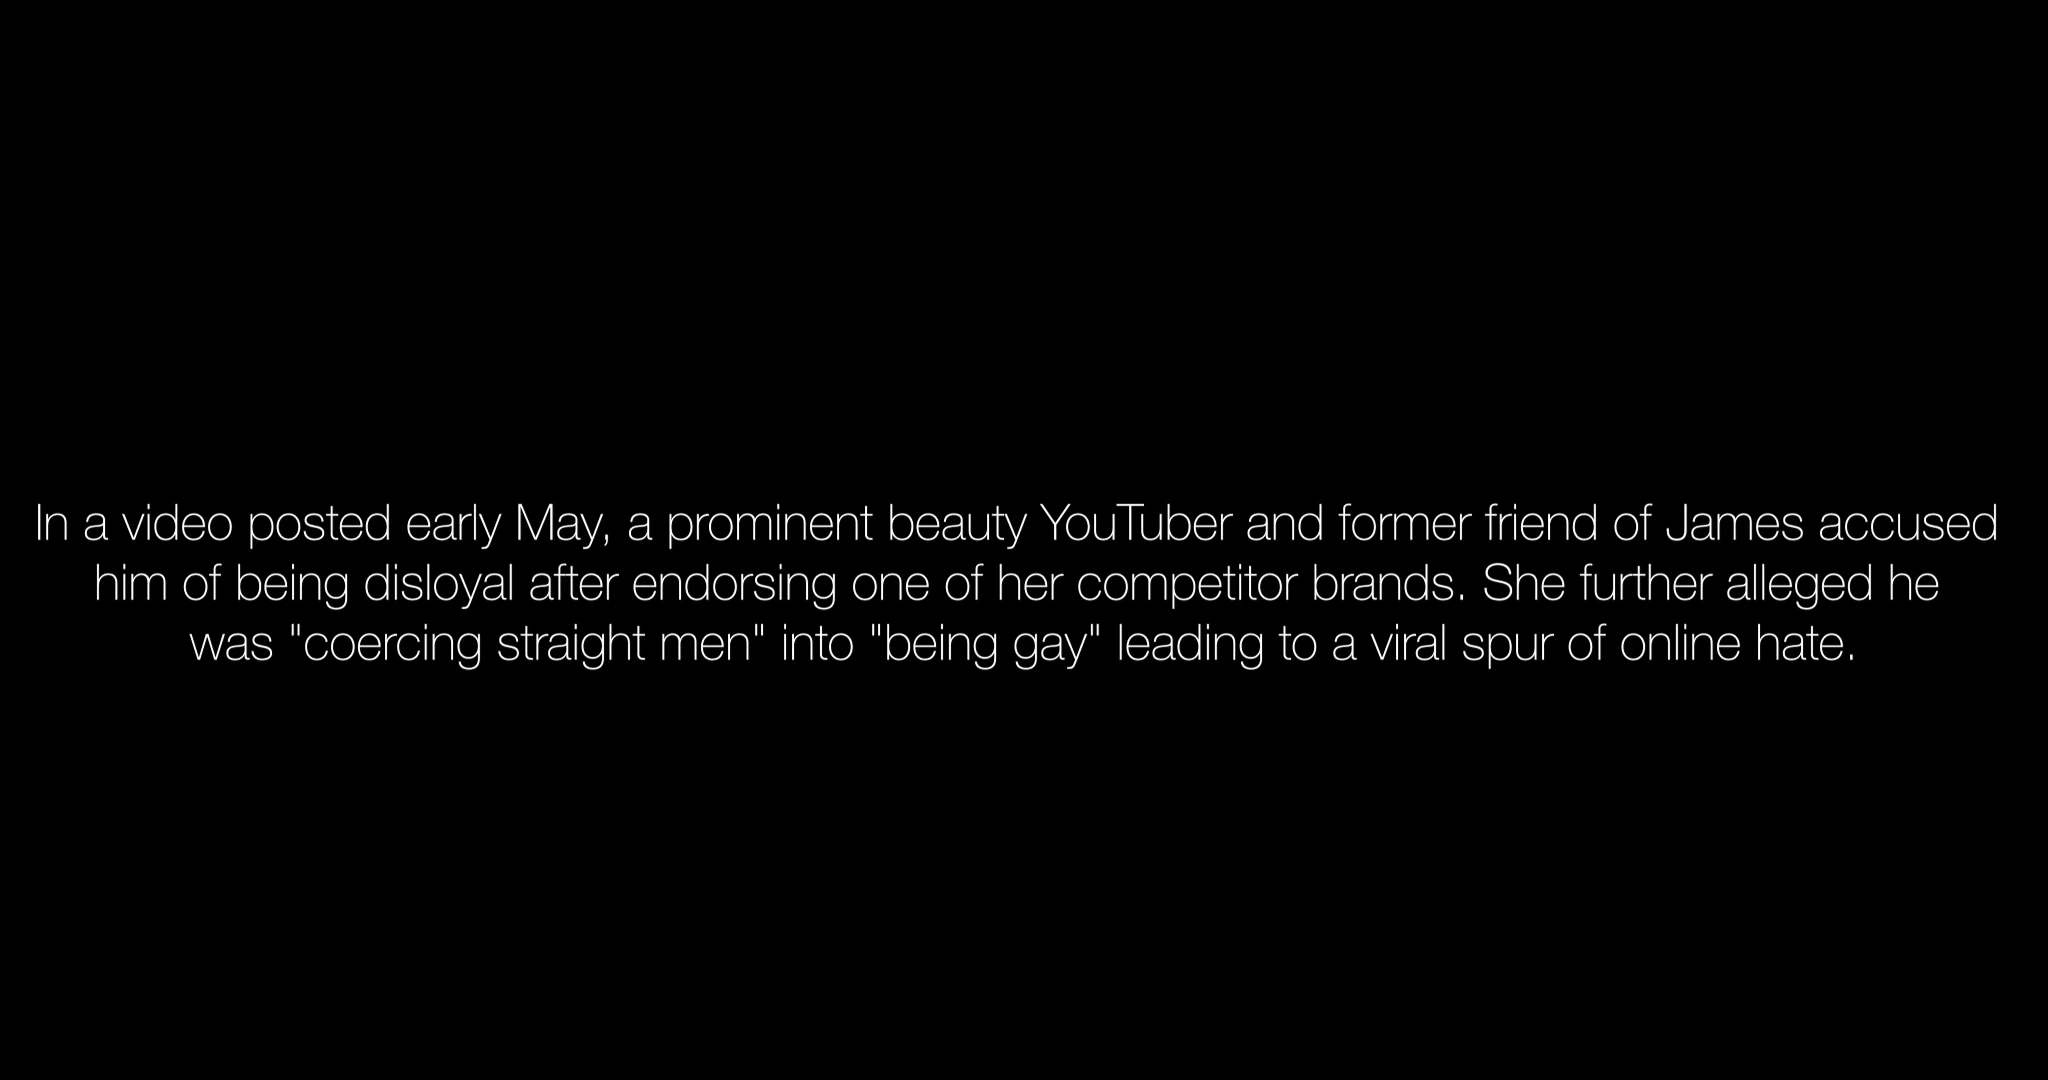 In a video posted early May, a prominent beauty YouTuber and former friend of James accused
him of being disloyal after endorsing one of her competitor brands. She further alleged he
was "coercing straight men" into "being gay" leading to a viral spur of online hate.